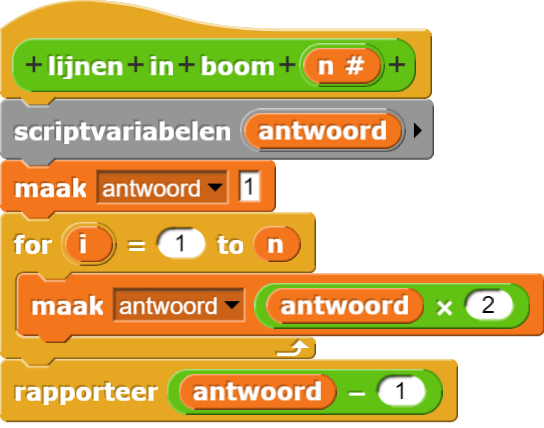 + lijnen + in + boom + n # +
scriptvariabelen antwoord
maak antwoord 1
for i = 1 to n
maak antwoord antwoord × 2
rapporteer antwoord − 1